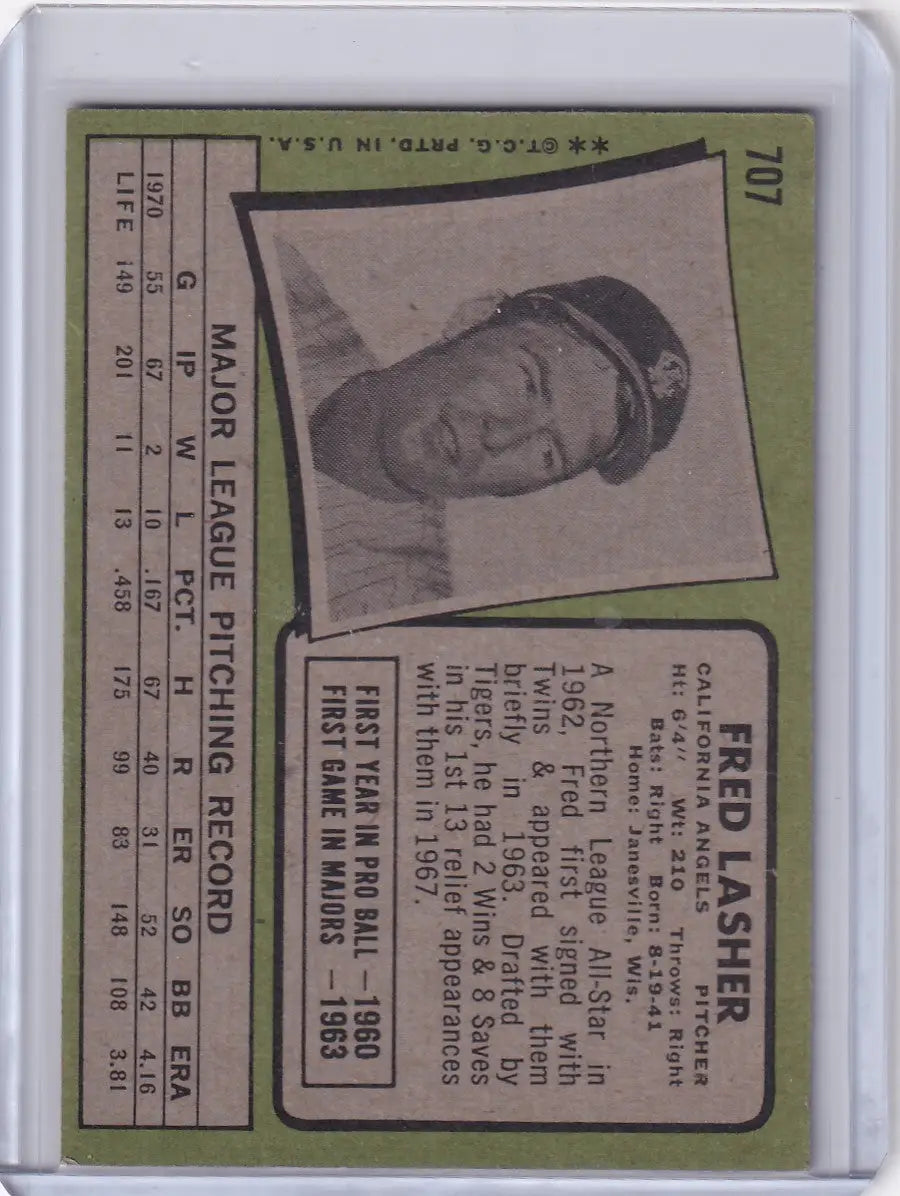 707
** ©T.C.G. PRTD. IN U.S.A.
FRED LASHER
CALIFORNIA ANGELS PITCHER
Ht: 6'4" Wt: 210 Throws: Right
Bats: Right Born: 8-19-41
Home: Janesville, Wis.
A Northern League All-Star in
1962, Fred first signed with
Twins & appeared with them
briefly in 1963. Drafted by
Tigers, he had 2 Wins & 8 Saves
in his 1st 13 relief appearances
with them in 1967.
FIRST YEAR IN PRO BALL —1960
FIRST GAME IN MAJORS —1963
MAJOR LEAGUE PITCHING RECORD
G IP W L PCT. H R ER SO BB ERA
1970 55 67 2 10 .167 67 40 31 52 42 4.16
LIFE 149 201 11 13 .458 175 99 83 148 108 3.81